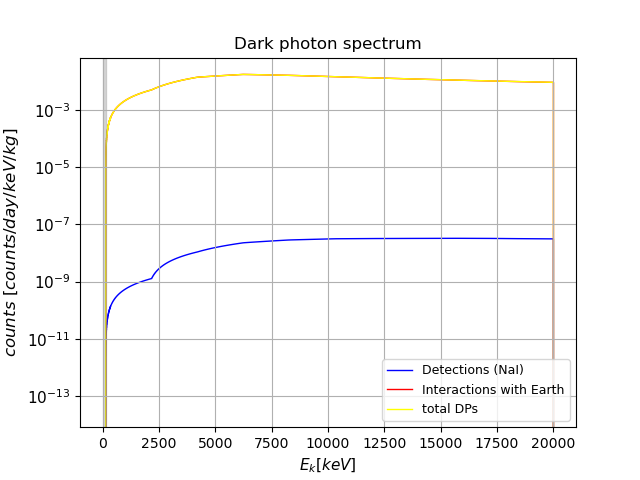 Dark photon spectrum
counts [counts/day/keV/kg]
10⁻³
10⁻⁵
10⁻⁷
10⁻⁹
10⁻¹¹
10⁻¹³
Detections (NaI)
Interactions with Earth
total DPs
0 2500 5000 7500 10000 12500 15000 17500 20000
Eₖ[keV]